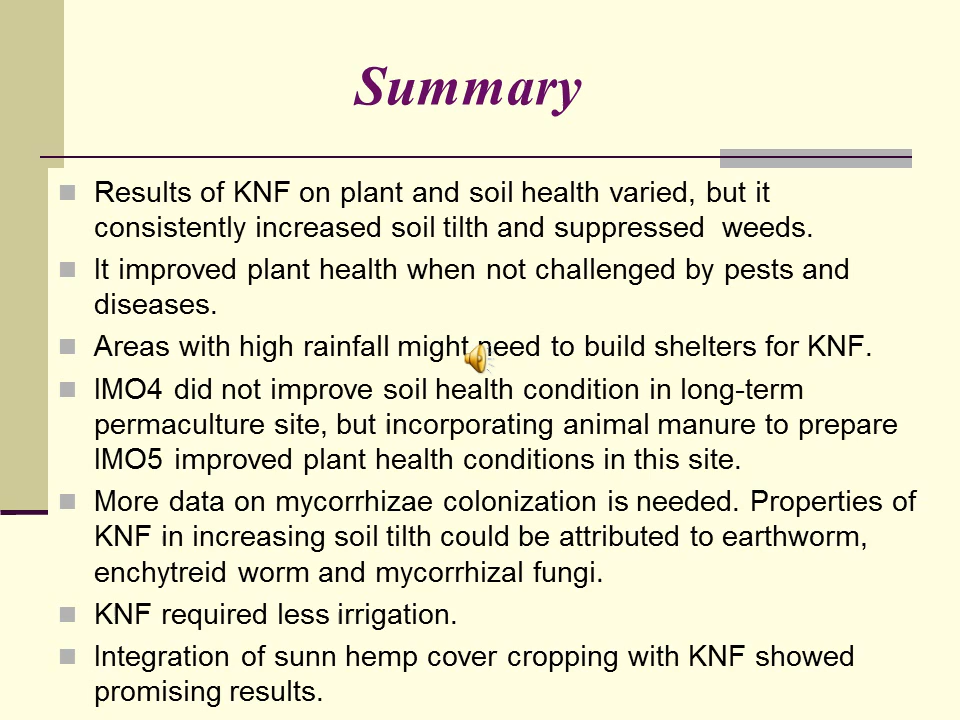 Summary
Results of KNF on plant and soil health varied, but it
consistently increased soil tilth and suppressed weeds.
It improved plant health when not challenged by pests and
diseases.
Areas with high rainfall might need to build shelters for KNF.
IMO4 did not improve soil health condition in long-term
permaculture site, but incorporating animal manure to prepare
IMO5 improved plant health conditions in this site.
More data on mycorrhizae colonization is needed. Properties of
KNF in increasing soil tilth could be attributed to earthworm,
enchytreid worm and mycorrhizal fungi.
KNF required less irrigation.
Integration of sunn hemp cover cropping with KNF showed
promising results.